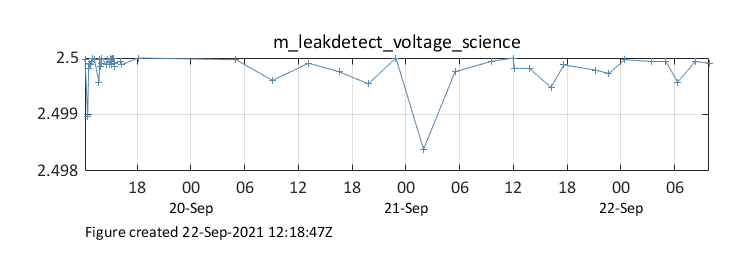 m_leakdetect_voltage_science
2.5
2.499
2.498
18 00 06 12 18 00 06 12 18 00 06
20-Sep 21-Sep 22-Sep
Figure created 22-Sep-2021 12:18:47Z